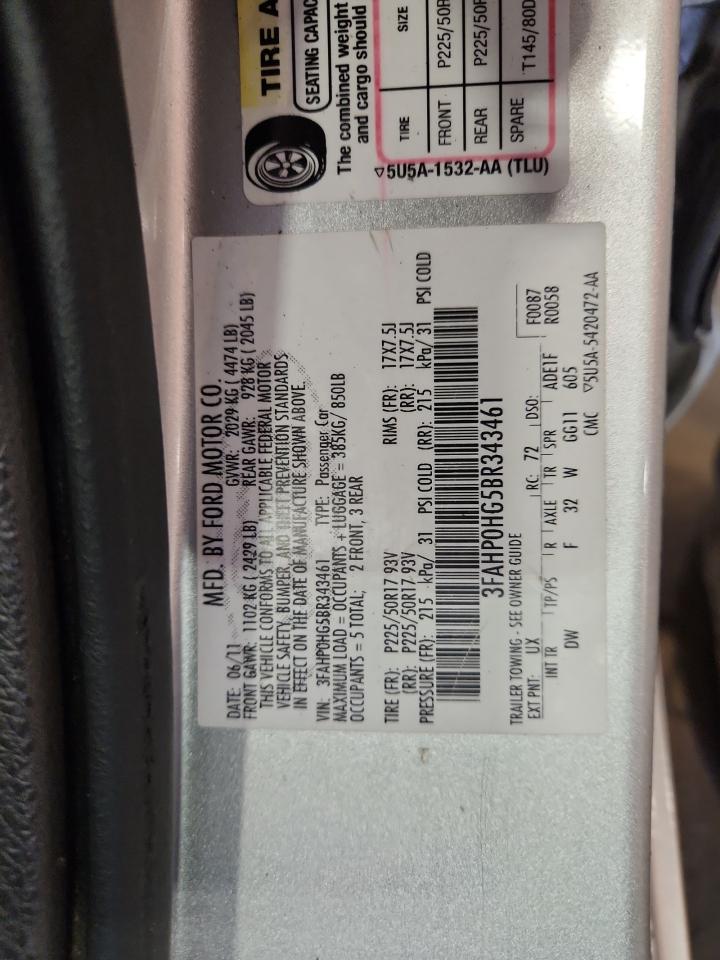 TIRE A
SEATING CAPAC
The combined weight
and cargo should
TIRE SIZE
FRONT P225/50R
REAR P225/50R
SPARE T145/80D
▽5U5A-1532-AA (TLU)
MFD. BY FORD MOTOR CO.
DATE: 06/11 GVWR: 2029 KG ( 4474 LB)
FRONT GAWR: 1102 KG ( 2429 LB) REAR GAWR: 928 KG ( 2045 LB)
THIS VEHICLE CONFORMS TO ALL APPLICABLE FEDERAL MOTOR
VEHICLE SAFETY, BUMPER, AND THEFT PREVENTION STANDARDS
IN EFFECT ON THE DATE OF MANUFACTURE SHOWN ABOVE.
VIN: 3FAHP0HG5BR343461 TYPE: Passenger Car
MAXIMUM LOAD = OCCUPANTS + LUGGAGE = 385KG/ 850LB
OCCUPANTS = 5 TOTAL; 2 FRONT, 3 REAR
TIRE (FR): P225/50R17 93V RIMS (FR): 17X7.5J
(RR): P225/50R17 93V (RR): 17X7.5J
PRESSURE (FR): 215 kPa/ 31 PSI COLD (RR): 215 kPa/ 31 PSI COLD
3FAHP0HG5BR343461
TRAILER TOWING - SEE OWNER GUIDE
EXT PNT: UX RC: 72 DSO: F0087
INT TR TP/PS R AXLE TR SPR ADE1F R0058
DW F 32 W GG11 605
CMC ▽5U5A-5420472-AA